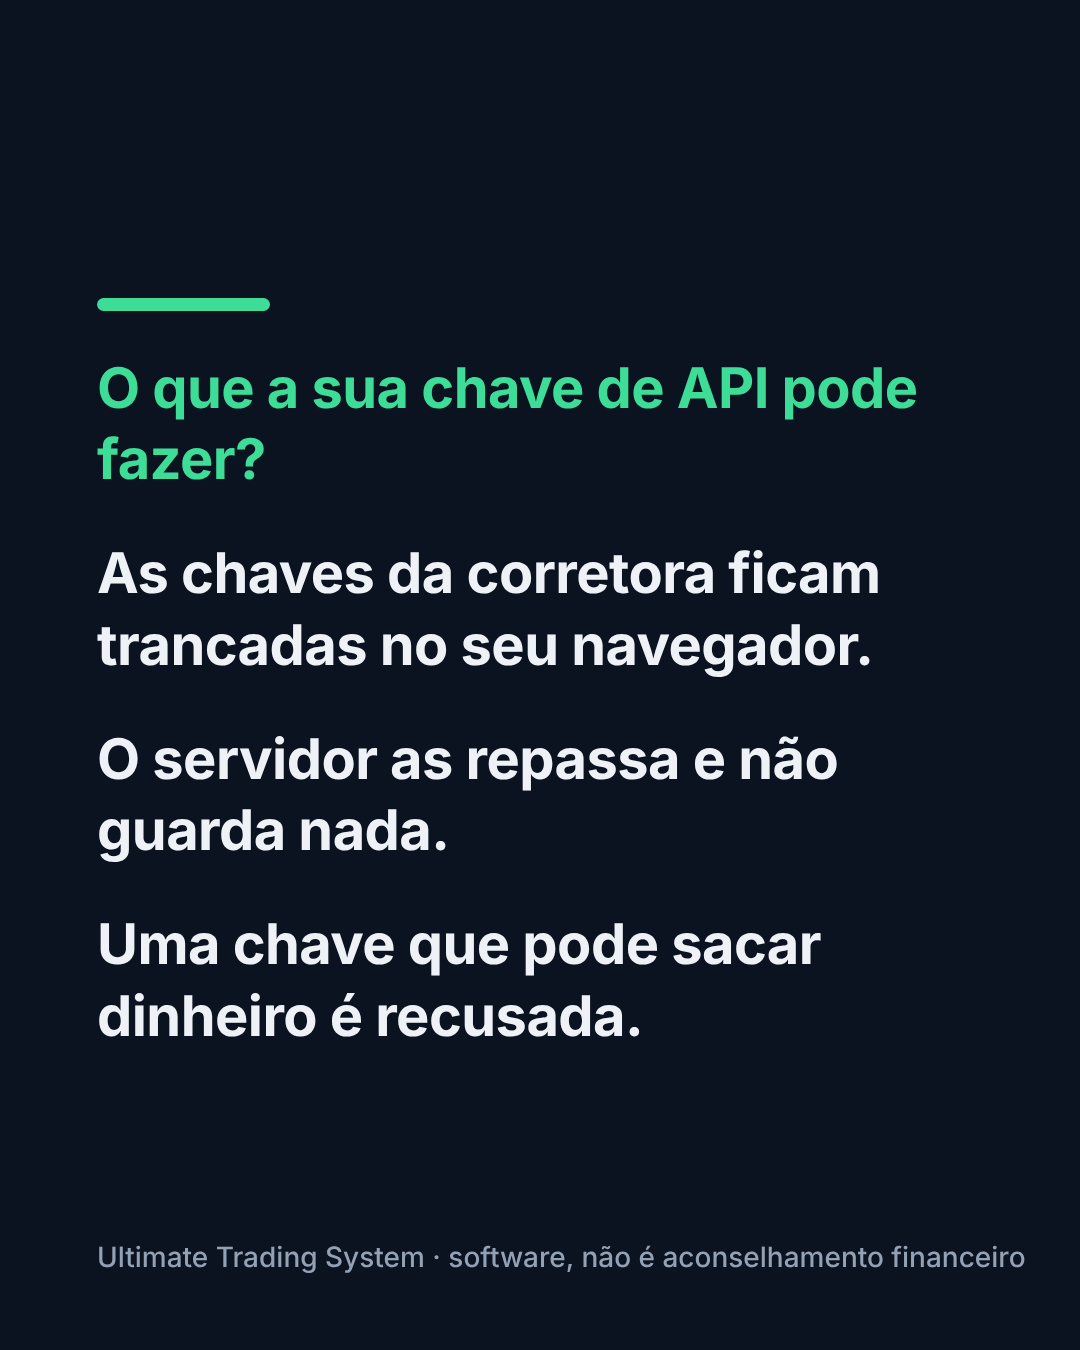 O que a sua chave de API pode
fazer?
As chaves da corretora ficam
trancadas no seu navegador.
O servidor as repassa e não
guarda nada.
Uma chave que pode sacar
dinheiro é recusada.
Ultimate Trading System · software, não é aconselhamento financeiro